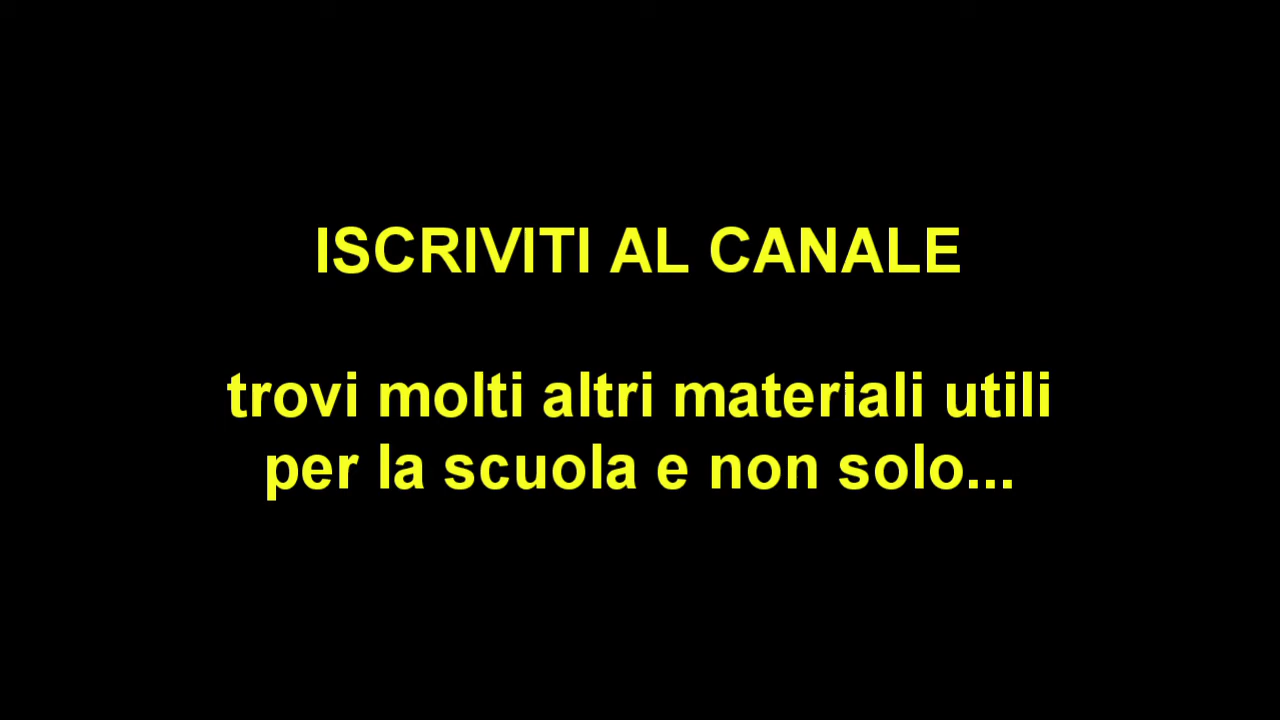 ISCRIVITI AL CANALE
trovi molti altri materiali utili
per la scuola e non solo...